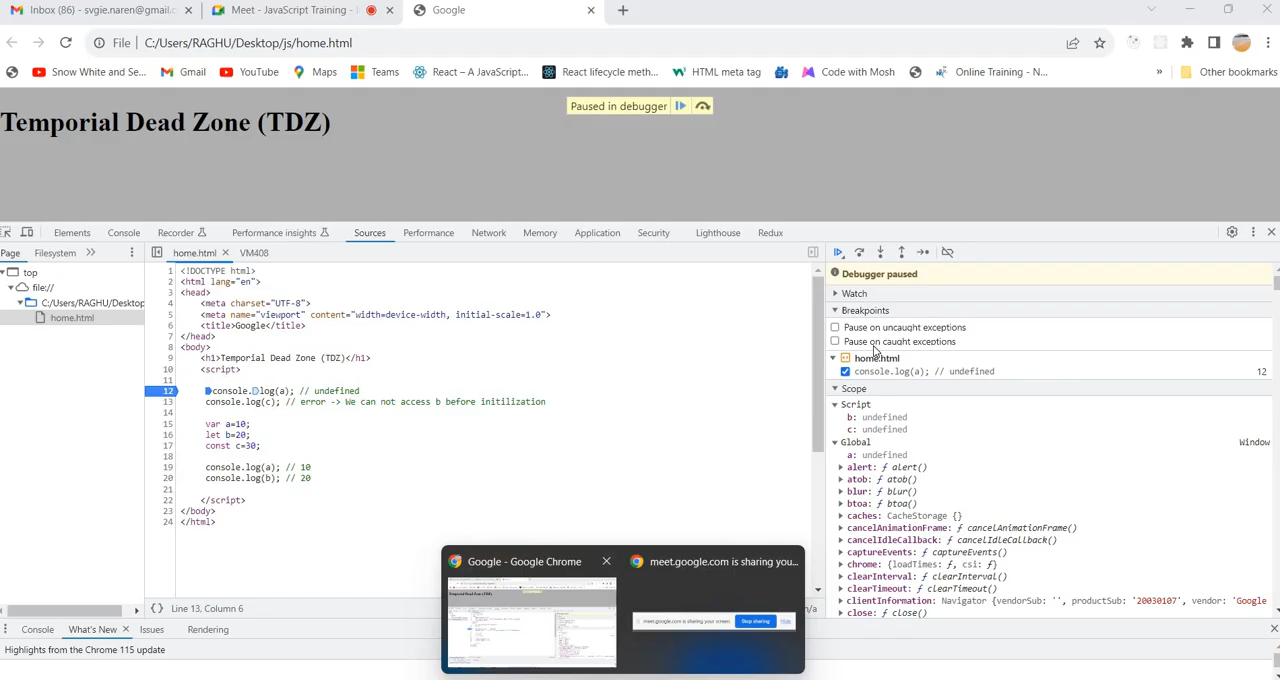 Inbox (86) - svgie.naren@gmail.c
Meet - JavaScript Training -
Google
File
C:/Users/RAGHU/Desktop/js/home.html
Snow White and Se...
Gmail
YouTube
Maps
Teams
React – A JavaScript...
React lifecycle meth...
HTML meta tag
Code with Mosh
Online Training - N...
»
Other bookmarks
Paused in debugger
Temporial Dead Zone (TDZ)
Elements
Console
Recorder
Performance insights
Sources
Performance
Network
Memory
Application
Security
Lighthouse
Redux
Page
Filesystem
»
home.html
VM408
top
file://
C:/Users/RAGHU/Desktop
home.html
1 <!DOCTYPE html>
2 <html lang="en">
3 <head>
4 <meta charset="UTF-8">
5 <meta name="viewport" content="width=device-width, initial-scale=1.0">
6 <title>Google</title>
7 </head>
8 <body>
9 <h1>Temporial Dead Zone (TDZ)</h1>
10 <script>
11
12 console.log(a); // undefined
13 console.log(c); // error -> We can not access b before initilization
14
15 var a=10;
16 let b=20;
17 const c=30;
18
19 console.log(a); // 10
20 console.log(b); // 20
21
22 </script>
23 </body>
24 </html>
Debugger paused
Watch
Breakpoints
Pause on uncaught exceptions
Pause on caught exceptions
home.html
console.log(a); // undefined 12
Scope
Script
b: undefined
c: undefined
Global Window
a: undefined
alert: ƒ alert()
atob: ƒ atob()
blur: ƒ blur()
btoa: ƒ btoa()
caches: CacheStorage {}
cancelAnimationFrame: ƒ cancelAnimationFrame()
cancelIdleCallback: ƒ cancelIdleCallback()
captureEvents: ƒ captureEvents()
chrome: {loadTimes: ƒ, csi: ƒ}
clearInterval: ƒ clearInterval()
clearTimeout: ƒ clearTimeout()
clientInformation: Navigator {vendorSub: '', productSub: '20030107', vendor: 'Google
close: ƒ close()
Google - Google Chrome
meet.google.com is sharing you...
meet.google.com is sharing your screen.
Stop sharing
Hide
{} Line 13, Column 6
n/a
Console
What's New
Issues
Rendering
Highlights from the Chrome 115 update